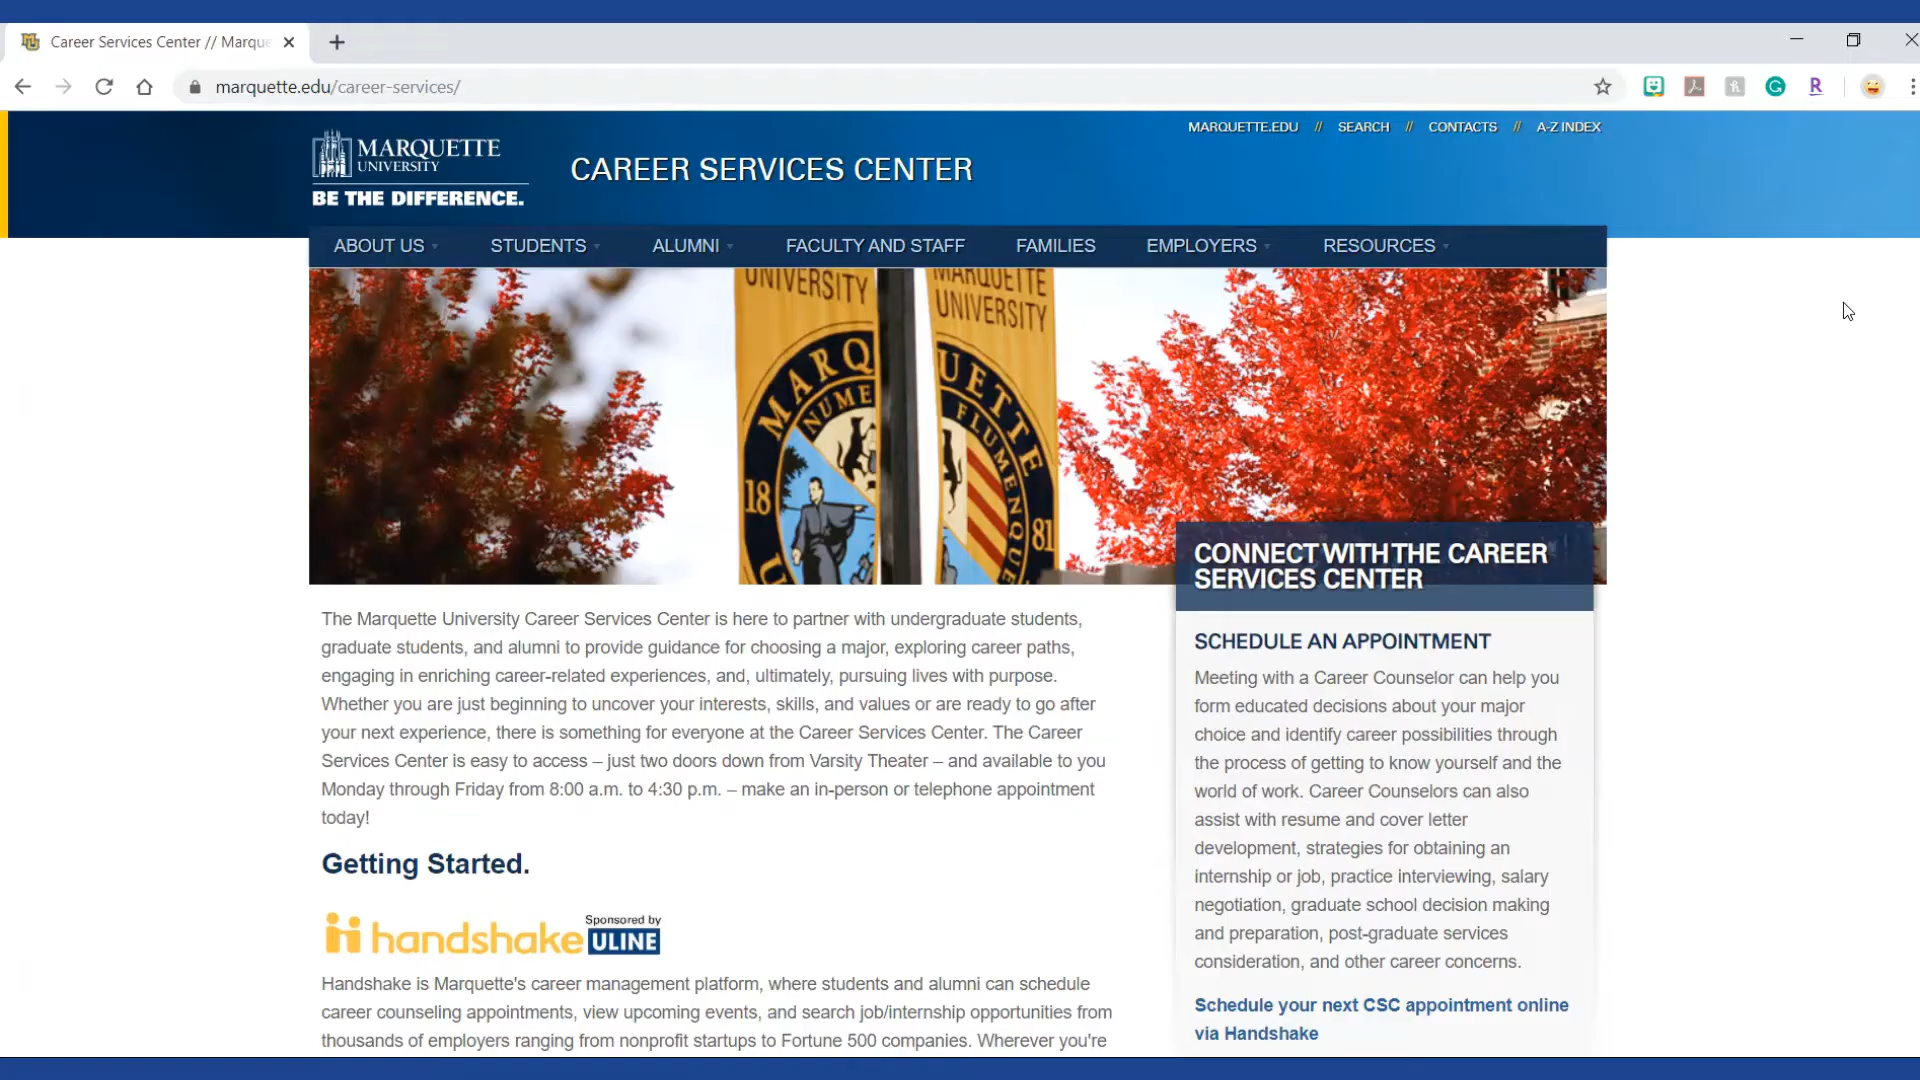 Career Services Center // Marque
marquette.edu/career-services/
MARQUETTE.EDU // SEARCH // CONTACTS // A-Z INDEX
MARQUETTE
UNIVERSITY
BE THE DIFFERENCE.
CAREER SERVICES CENTER
ABOUT US STUDENTS ALUMNI FACULTY AND STAFF FAMILIES EMPLOYERS RESOURCES
UNIVERSITY
MARQUETTE
UNIVERSITY
MARQ
UETTE
NUME
FLUMENQUE
18
81
U
CONNECT WITH THE CAREER
SERVICES CENTER
The Marquette University Career Services Center is here to partner with undergraduate students,
graduate students, and alumni to provide guidance for choosing a major, exploring career paths,
engaging in enriching career-related experiences, and, ultimately, pursuing lives with purpose.
Whether you are just beginning to uncover your interests, skills, and values or are ready to go after
your next experience, there is something for everyone at the Career Services Center. The Career
Services Center is easy to access – just two doors down from Varsity Theater – and available to you
Monday through Friday from 8:00 a.m. to 4:30 p.m. – make an in-person or telephone appointment
today!
Getting Started.
handshake
Sponsored by
ULINE
Handshake is Marquette's career management platform, where students and alumni can schedule
career counseling appointments, view upcoming events, and search job/internship opportunities from
thousands of employers ranging from nonprofit startups to Fortune 500 companies. Wherever you're
SCHEDULE AN APPOINTMENT
Meeting with a Career Counselor can help you
form educated decisions about your major
choice and identify career possibilities through
the process of getting to know yourself and the
world of work. Career Counselors can also
assist with resume and cover letter
development, strategies for obtaining an
internship or job, practice interviewing, salary
negotiation, graduate school decision making
and preparation, post-graduate services
consideration, and other career concerns.
Schedule your next CSC appointment online
via Handshake